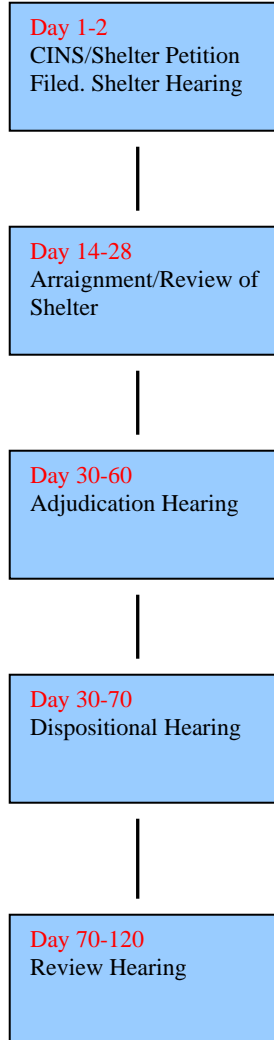 Day 1-2
CINS/Shelter Petition
Filed. Shelter Hearing
Day 14-28
Arraignment/Review of
Shelter
Day 30-60
Adjudication Hearing
Day 30-70
Dispositional Hearing
Day 70-120
Review Hearing